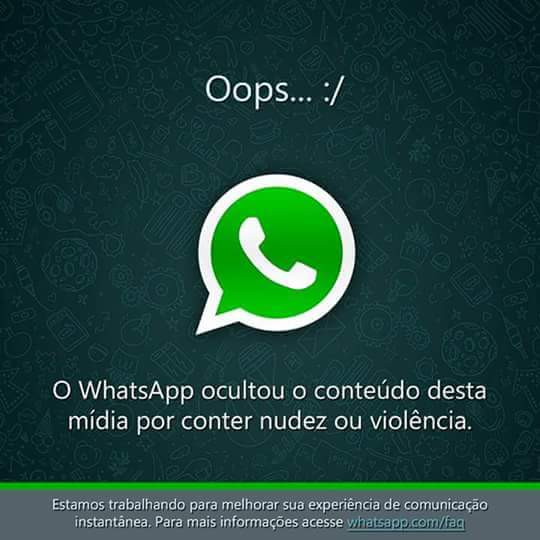 Oops... :/
O WhatsApp ocultou o conteúdo desta
mídia por conter nudez ou violência.
Estamos trabalhando para melhorar sua experiência de comunicação
instantânea. Para mais informações acesse whatsapp.com/faq